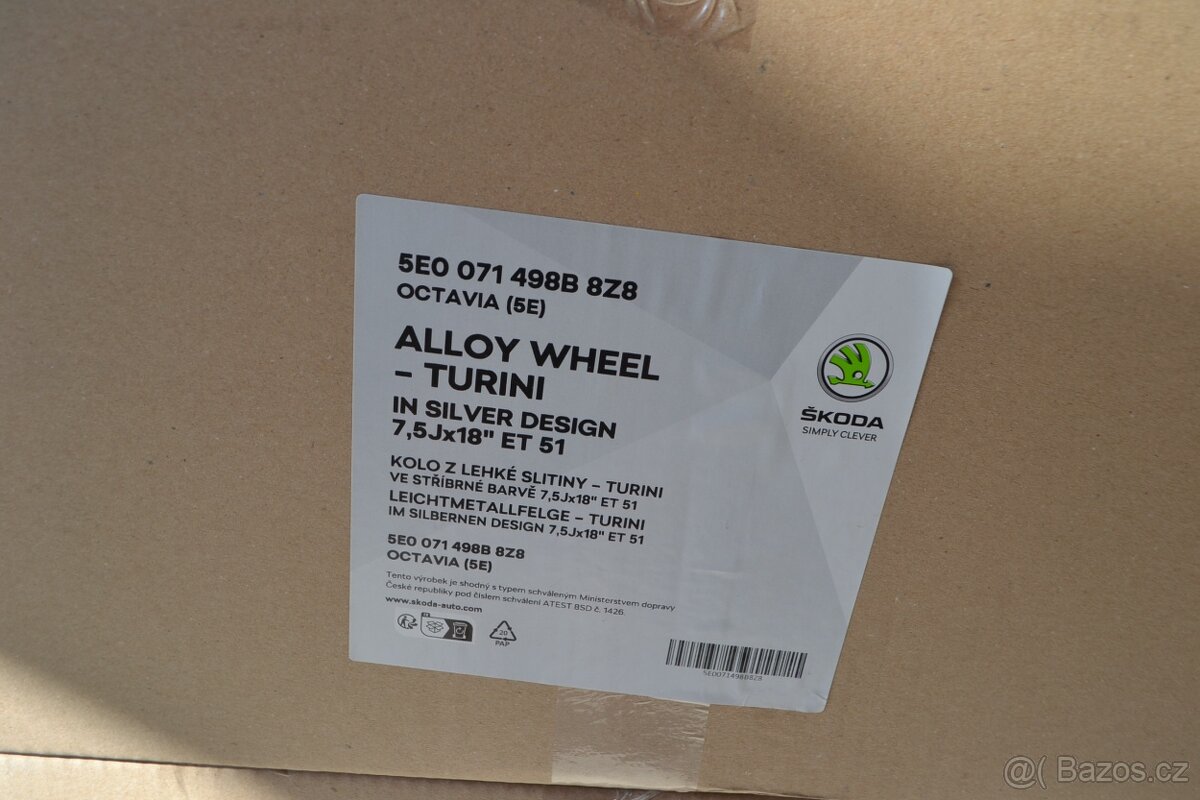 5E0 071 498B 8Z8
OCTAVIA (5E)
ALLOY WHEEL
– TURINI
IN SILVER DESIGN
7,5Jx18" ET 51
KOLO Z LEHKÉ SLITINY – TURINI
VE STŘÍBRNÉ BARVĚ 7,5Jx18" ET 51
LEICHTMETALLFELGE – TURINI
IM SILBERNEN DESIGN 7,5Jx18" ET 51
5E0 071 498B 8Z8
OCTAVIA (5E)
Tento výrobek je shodný s typem schváleným Ministerstvem dopravy
České republiky pod číslem schválení ATEST 8SD č. 1426.
www.skoda-auto.com
20
PAP
ŠKODA
SIMPLY CLEVER
5E0071498B8Z8
@( Bazos.cz